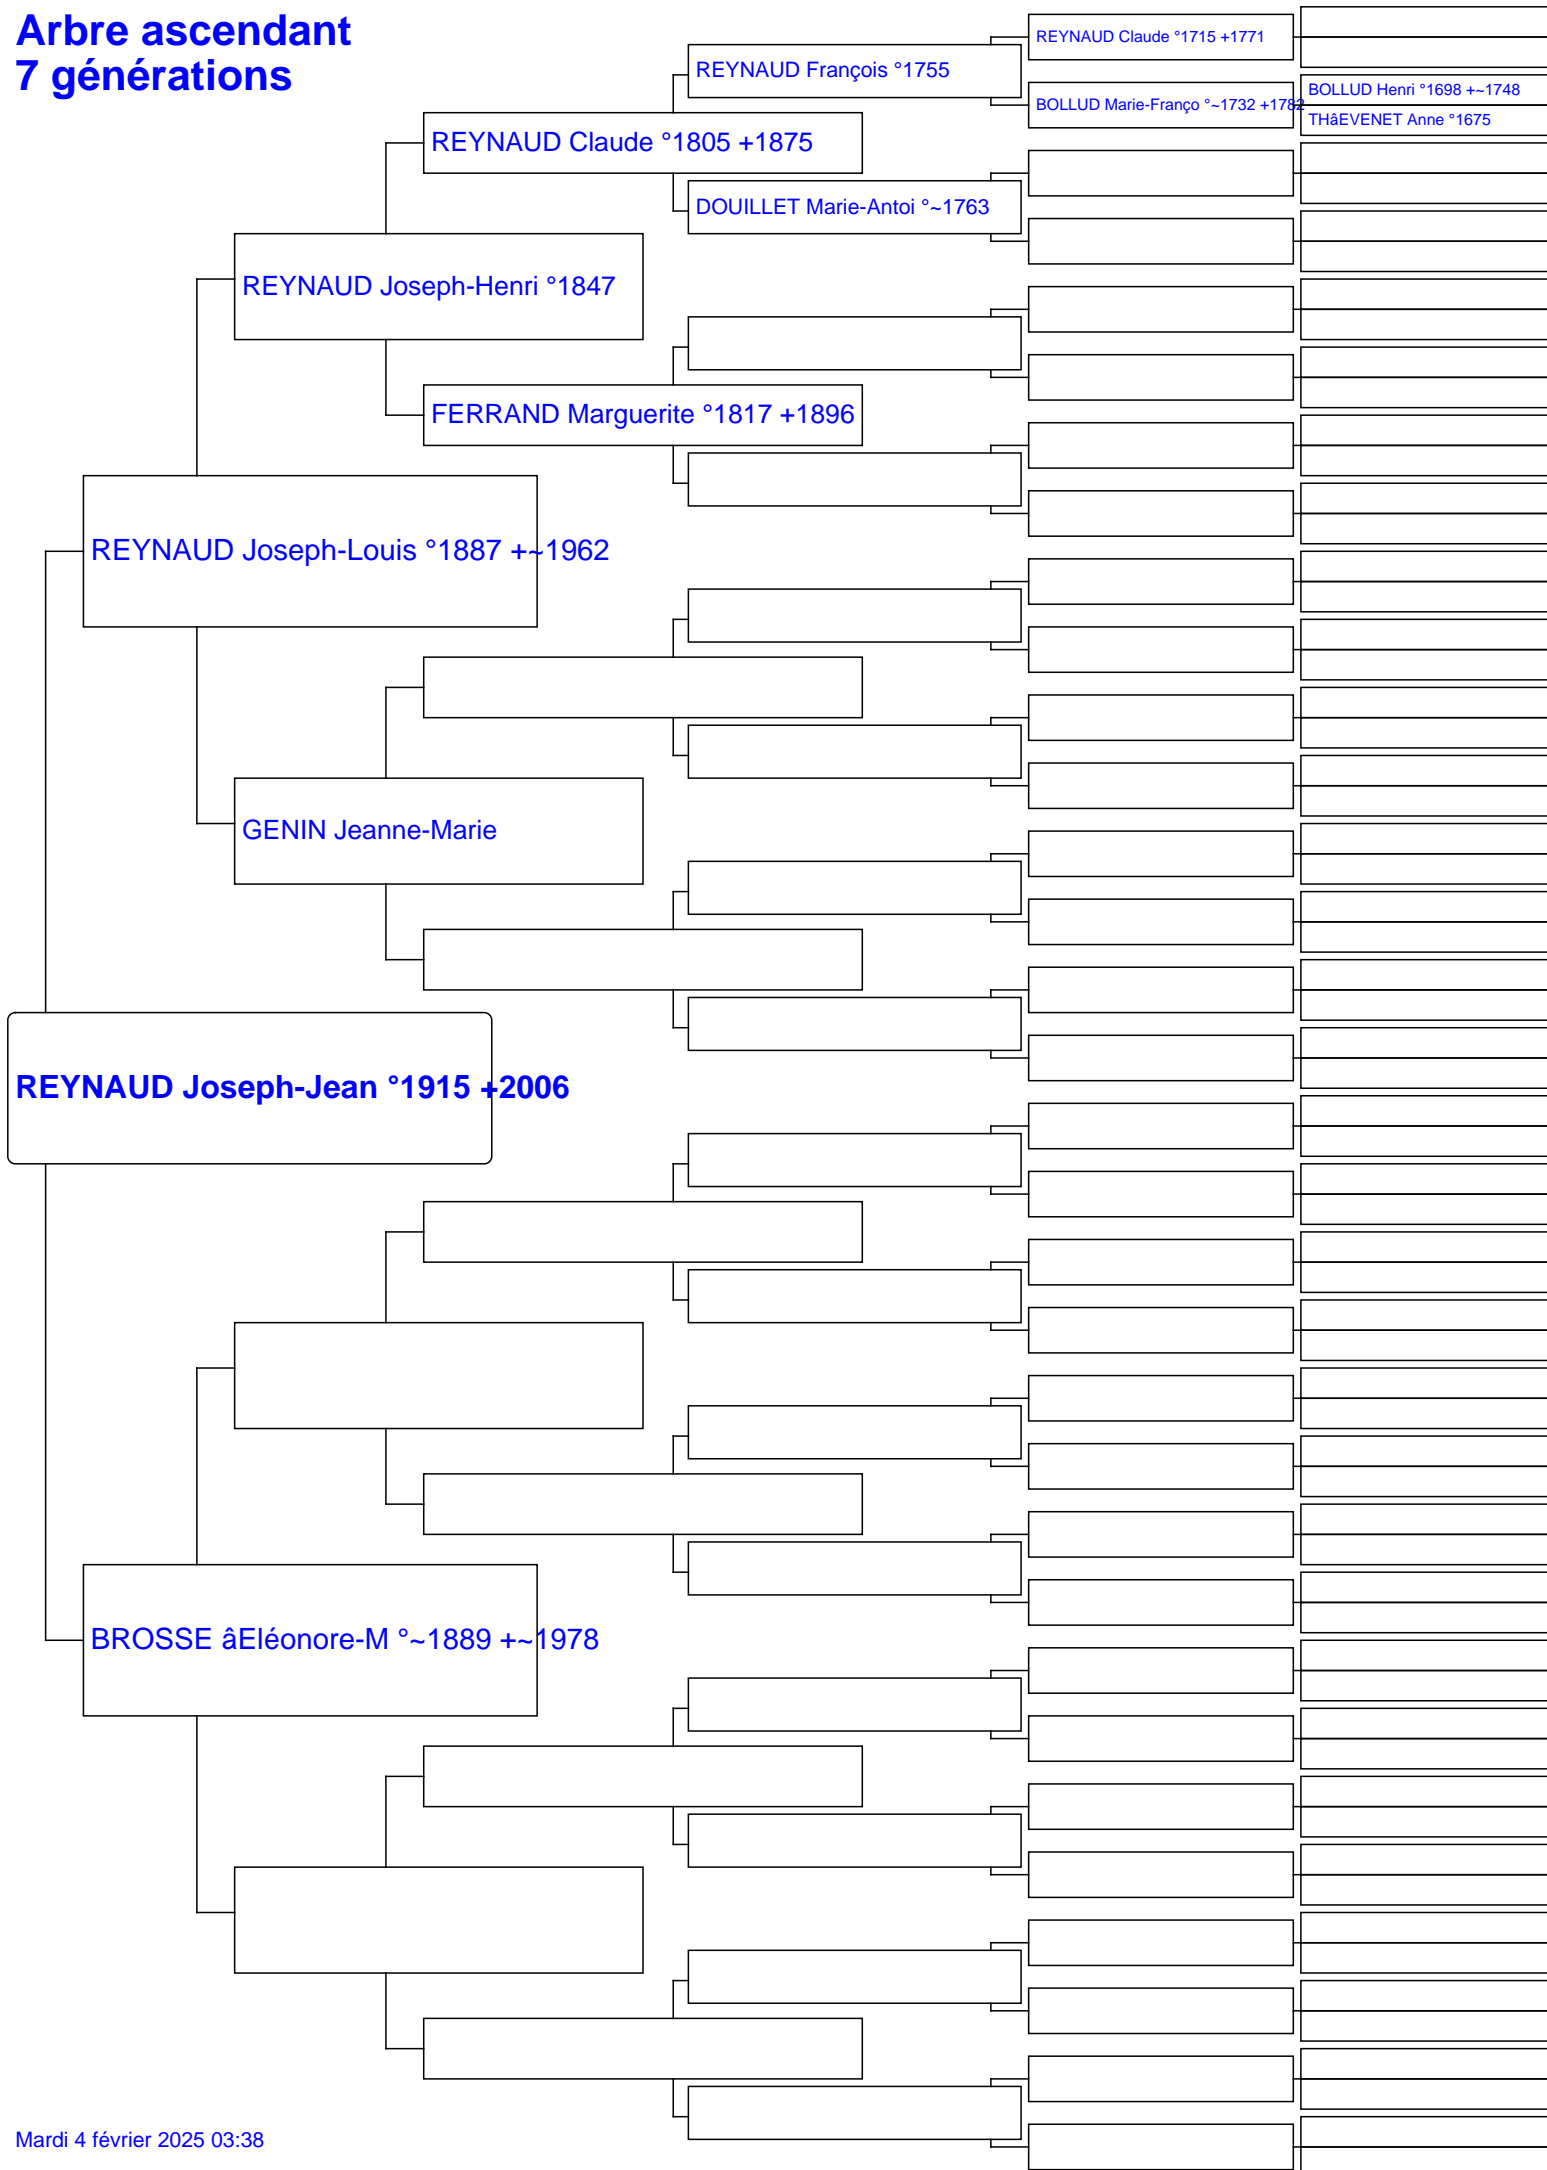 Arbre ascendant
7 générations
REYNAUD Claude °1715 +1771
REYNAUD François °1755
BOLLUD Henri °1698 +~1748
BOLLUD Marie-Franço °~1732 +1782
THâEVENET Anne °1675
REYNAUD Claude °1805 +1875
DOUILLET Marie-Antoi °~1763
REYNAUD Joseph-Henri °1847
FERRAND Marguerite °1817 +1896
REYNAUD Joseph-Louis °1887 +~1962
GENIN Jeanne-Marie
REYNAUD Joseph-Jean °1915 +2006
BROSSE âEléonore-M °~1889 +~1978
Mardi 4 février 2025 03:38